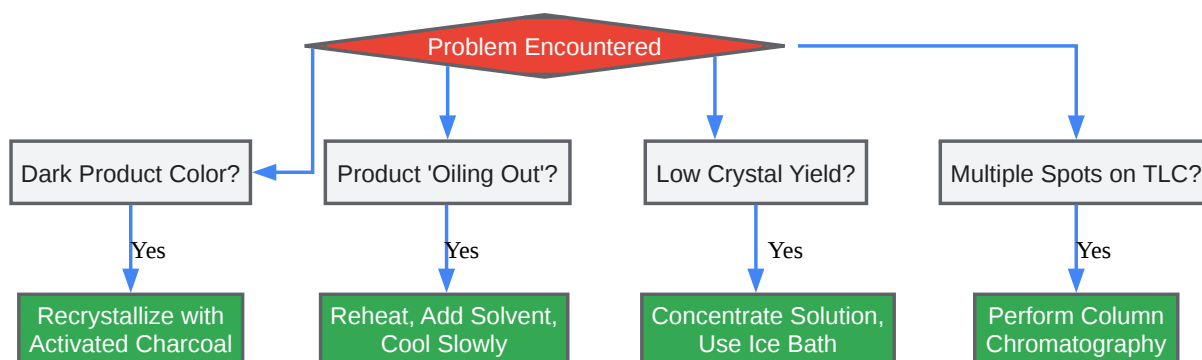 Problem Encountered
Dark Product Color?
Product 'Oiling Out'?
Low Crystal Yield?
Multiple Spots on TLC?
Yes
Yes
Yes
Yes
Recrystallize with
Activated Charcoal
Reheat, Add Solvent,
Cool Slowly
Concentrate Solution,
Use Ice Bath
Perform Column
Chromatography